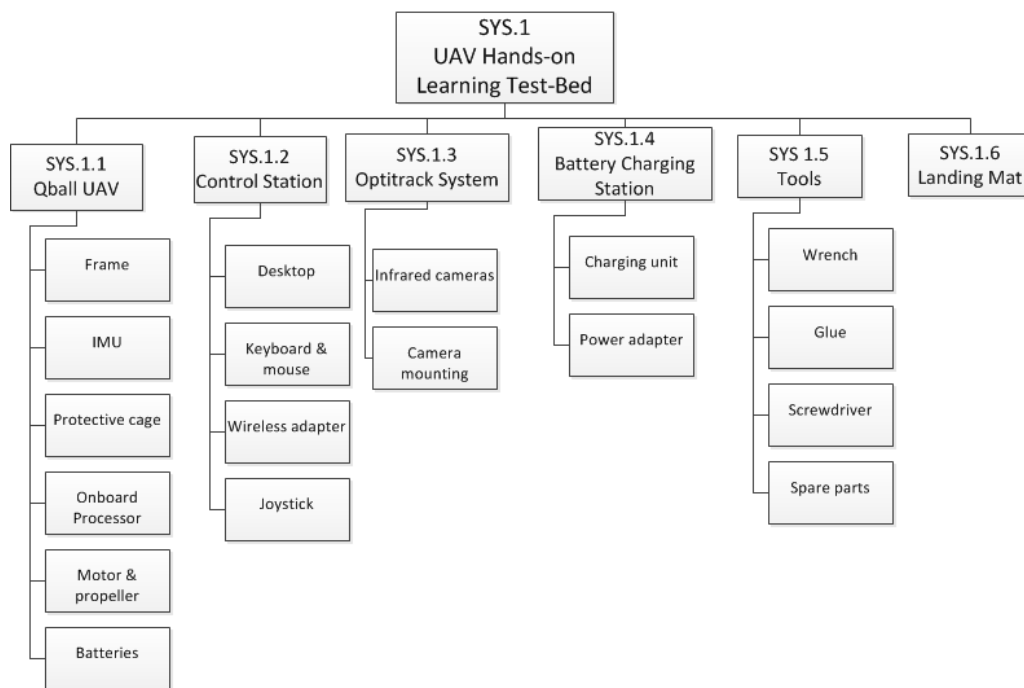 SYS.1
UAV Hands-on
Learning Test-Bed
SYS.1.1
Qball UAV
SYS.1.2
Control Station
SYS.1.3
Optitrack System
SYS.1.4
Battery Charging
Station
SYS 1.5
Tools
SYS.1.6
Landing Mat
Frame
IMU
Protective cage
Onboard
Processor
Motor &
propeller
Batteries
Desktop
Keyboard &
mouse
Wireless adapter
Joystick
Infrared cameras
Camera
mounting
Charging unit
Power adapter
Wrench
Glue
Screwdriver
Spare parts